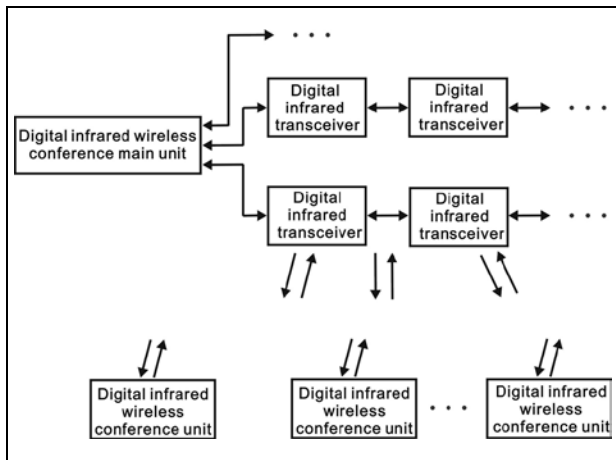 • • •
Digital
infrared
transceiver
Digital
infrared
transceiver
• • •
Digital infrared wireless
conference main unit
Digital
infrared
transceiver
Digital
infrared
transceiver
• • •
Digital infrared
wireless
conference unit
Digital infrared
wireless
conference unit
• • •
Digital infrared
wireless
conference unit